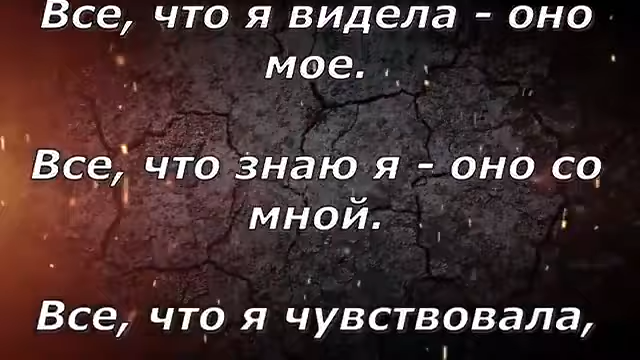 Все, что я видела - оно
мое.
Все, что знаю я - оно со
мной.
Все, что я чувствовала,